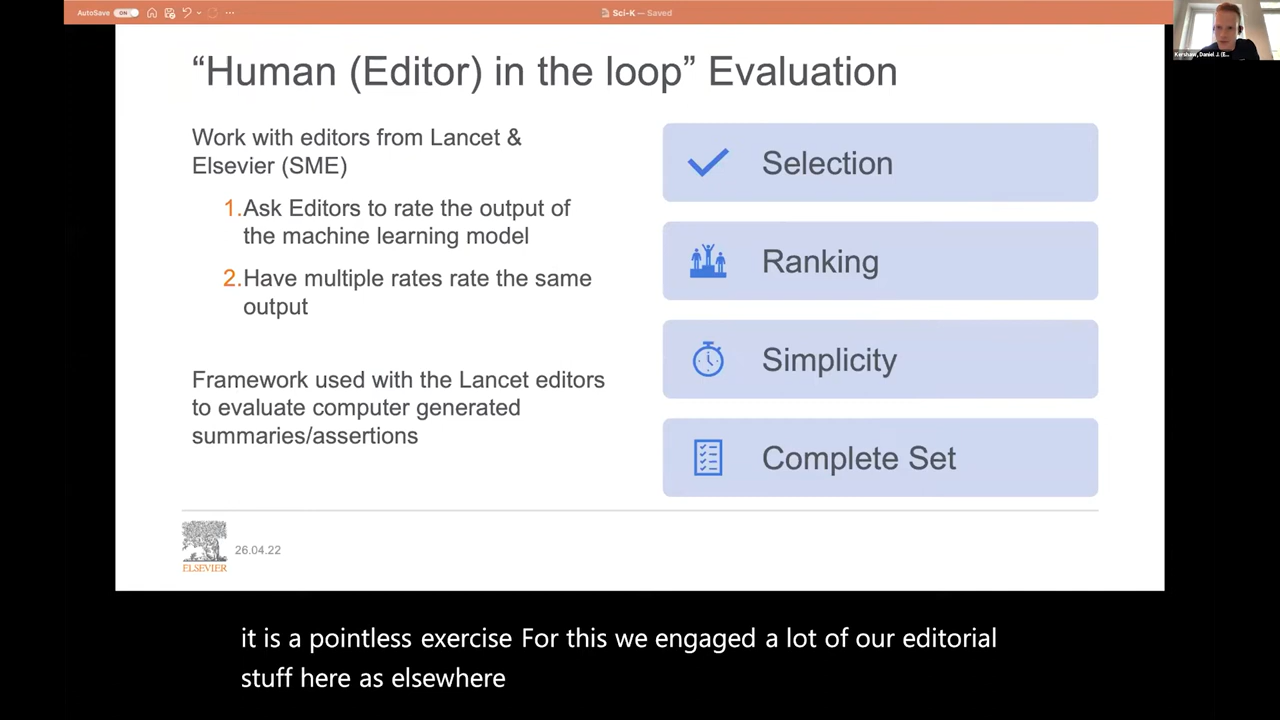 AutoSave ON Sci-K — Saved
Kershaw, Daniel J. (E...
“Human (Editor) in the loop” Evaluation
Work with editors from Lancet &
Elsevier (SME)
1.Ask Editors to rate the output of
the machine learning model
2.Have multiple rates rate the same
output
Framework used with the Lancet editors
to evaluate computer generated
summaries/assertions
Selection
Ranking
Simplicity
Complete Set
ELSEVIER
26.04.22
it is a pointless exercise For this we engaged a lot of our editorial
stuff here as elsewhere